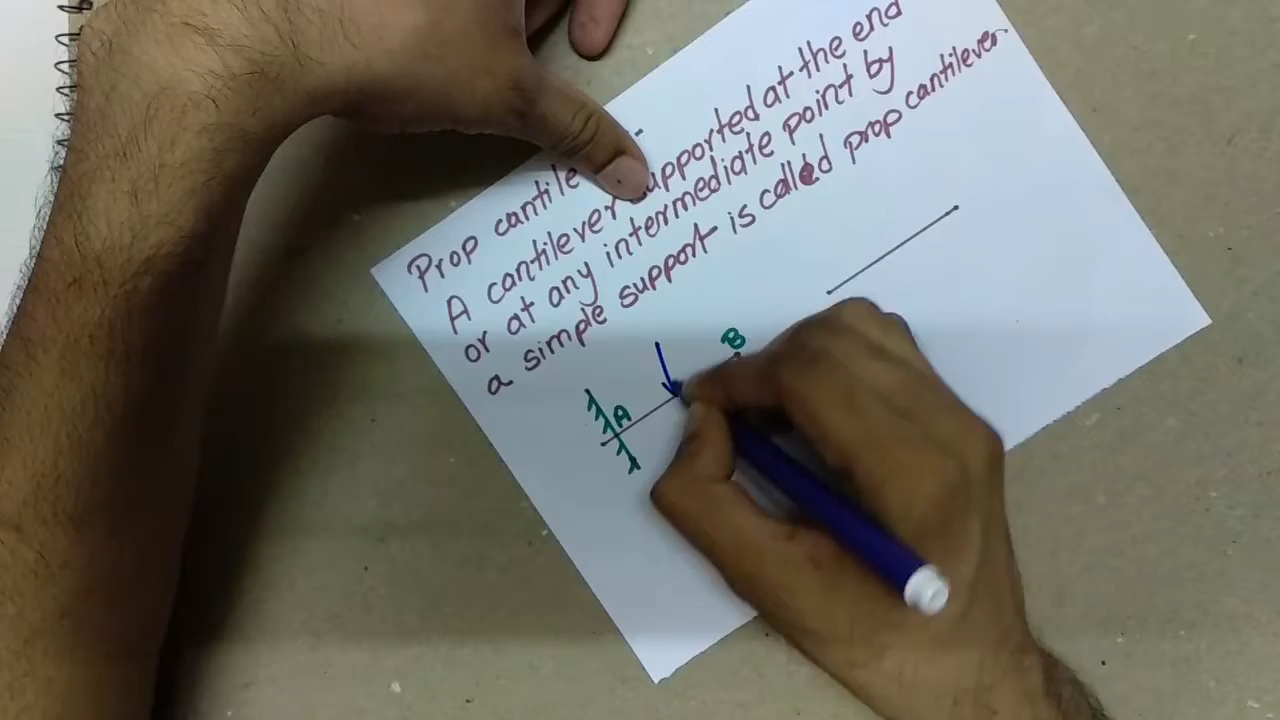 Prop cantile
A cantilever supported at the end
or at any intermediate point by
a simple support is called prop cantilever.
A
B